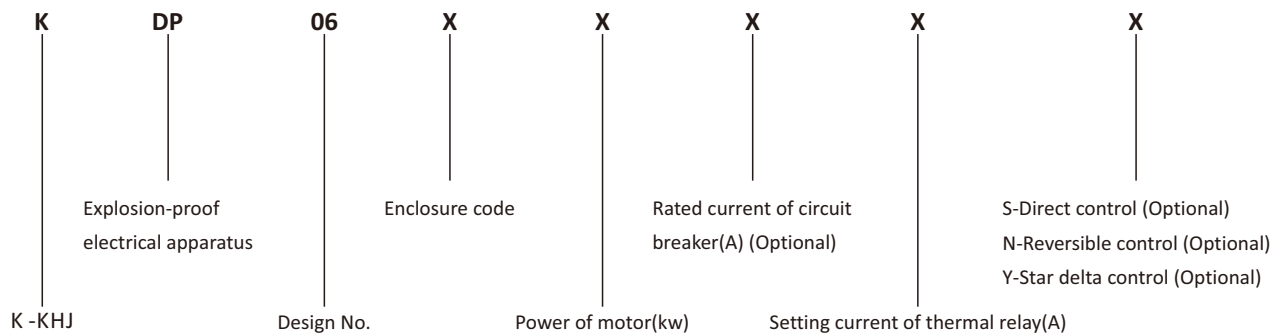 K DP 06 X X X X X
Explosion-proof
electrical apparatus
Enclosure code
Rated current of circuit
breaker(A) (Optional)
S-Direct control (Optional)
N-Reversible control (Optional)
Y-Star delta control (Optional)
K -KHJ
Design No.
Power of motor(kw)
Setting current of thermal relay(A)